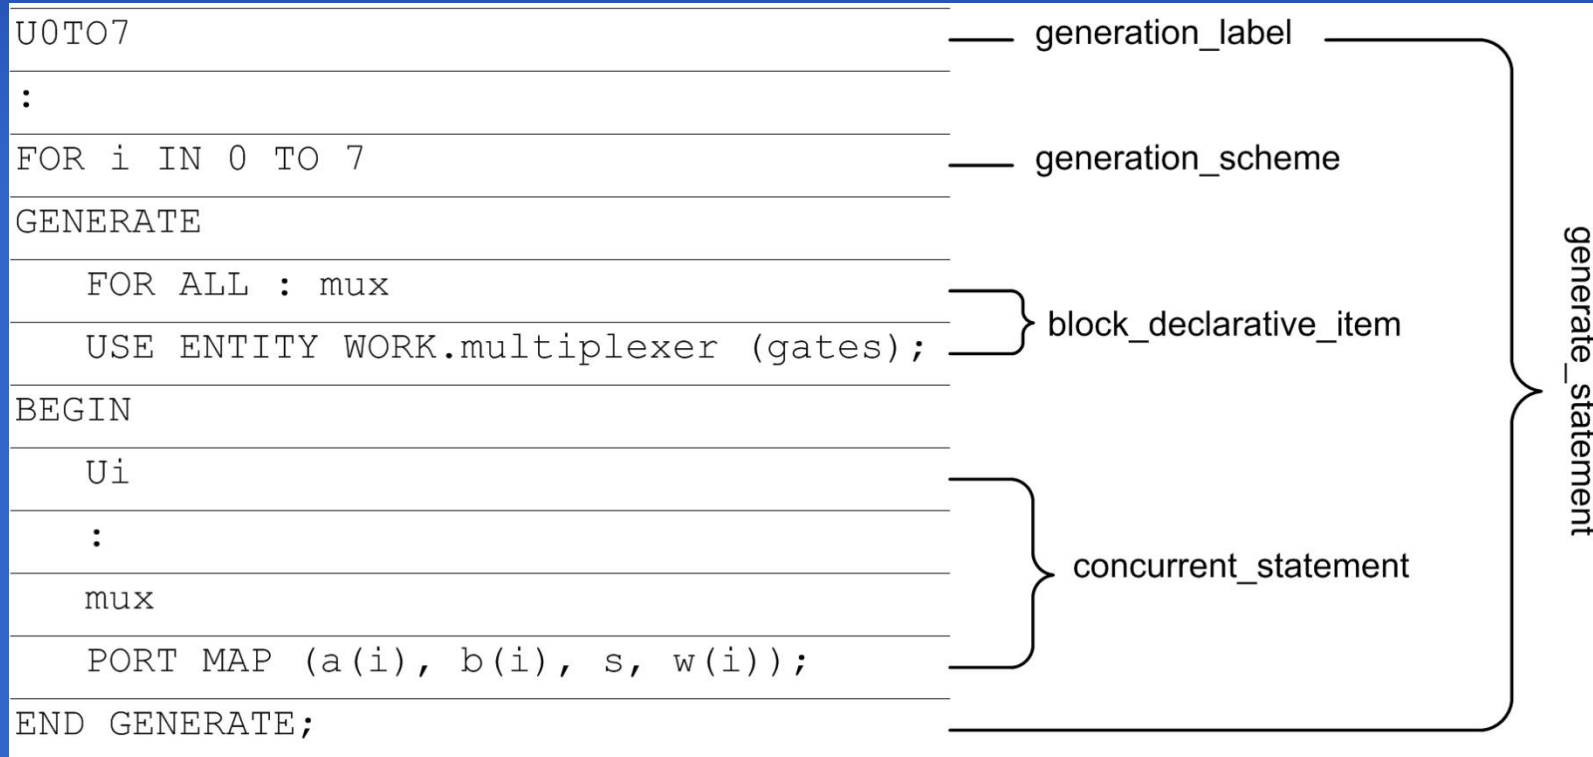 U0TO7
generation_label
:
FOR i IN 0 TO 7
generation_scheme
GENERATE
FOR ALL : mux
USE ENTITY WORK.multiplexer (gates);
block_declarative_item
BEGIN
Ui
:
mux
PORT MAP (a(i), b(i), s, w(i));
concurrent_statement
END GENERATE;
generate_statement